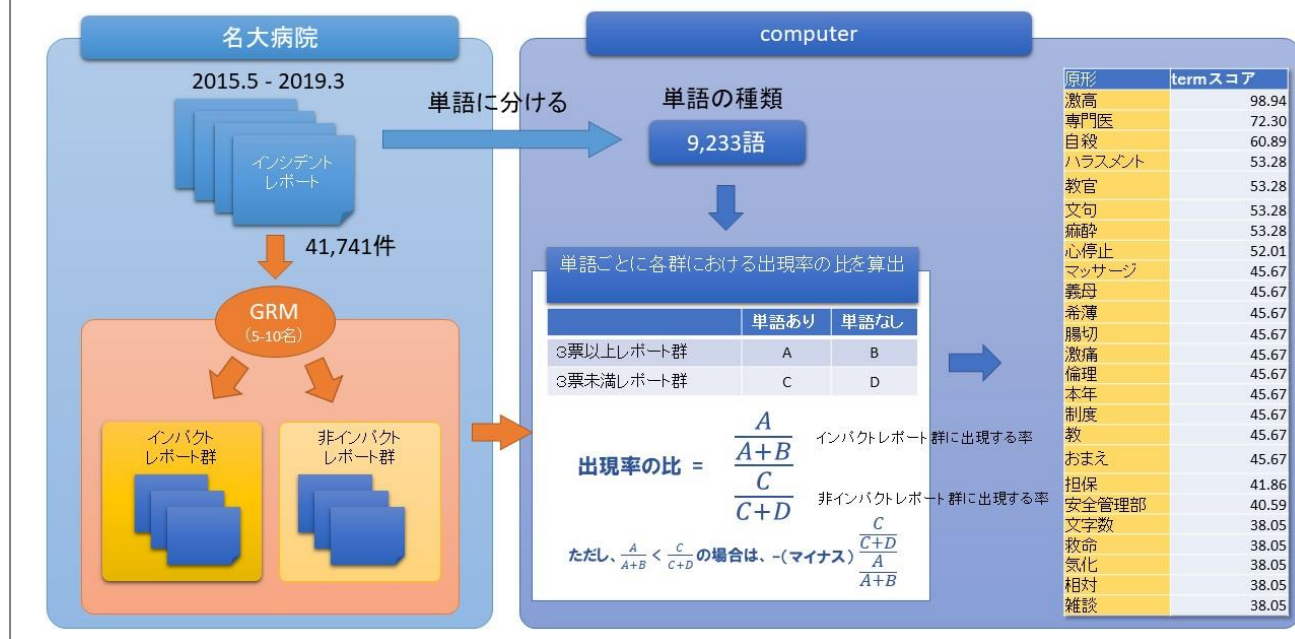 名大病院
2015.5 - 2019.3
インシデント
レポート
41,741件
GRM
(5-10名)
インパクト
レポート群
非インパクト
レポート群
単語に分ける
computer
単語の種類
9,233語
単語ごとに各群における出現率の比を算出
単語あり 単語なし
3票以上レポート群 A B
3票未満レポート群 C D
出現率の比 =
A
A+B
インパクトレポート群に出現する率
C
C+D
非インパクトレポート群に出現する率
ただし、A/A+B < C/C+D の場合は、-(マイナス)
C
C+D
A
A+B
原形 termスコア
激高 98.94
専門医 72.30
自殺 60.89
ハラスメント 53.28
教官 53.28
文句 53.28
麻酔 53.28
心停止 52.01
マッサージ 45.67
義母 45.67
希薄 45.67
腸切 45.67
激痛 45.67
倫理 45.67
本年 45.67
制度 45.67
教 45.67
おまえ 45.67
担保 41.86
安全管理部 40.59
文字数 38.05
救命 38.05
気化 38.05
相対 38.05
雑談 38.05